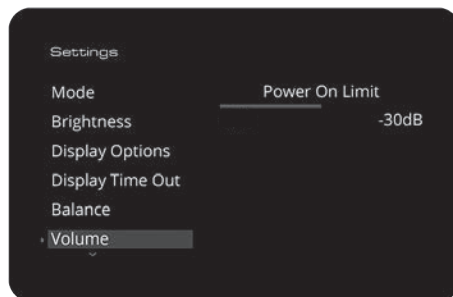 Settings
Mode
Brightness
Display Options
Display Time Out
Balance
Volume
Power On Limit
-30dB